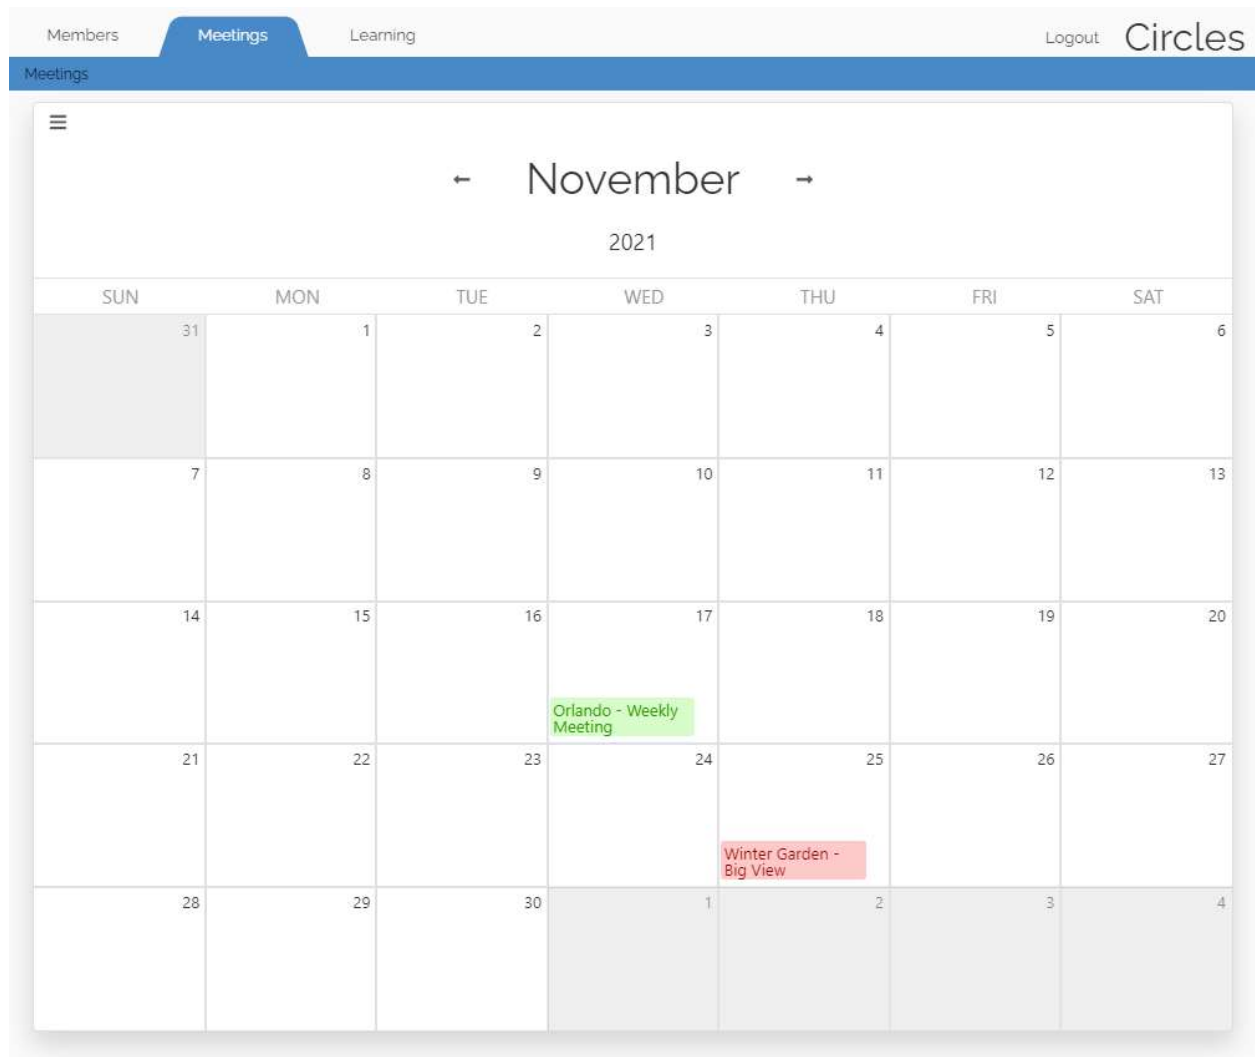 Members Meetings Learning Logout Circles
Meetings
November
2021
SUN MON TUE WED THU FRI SAT
31 1 2 3 4 5 6
7 8 9 10 11 12 13
14 15 16 17 18 19 20
Orlando - Weekly
Meeting
21 22 23 24 25 26 27
Winter Garden -
Big View
28 29 30 1 2 3 4